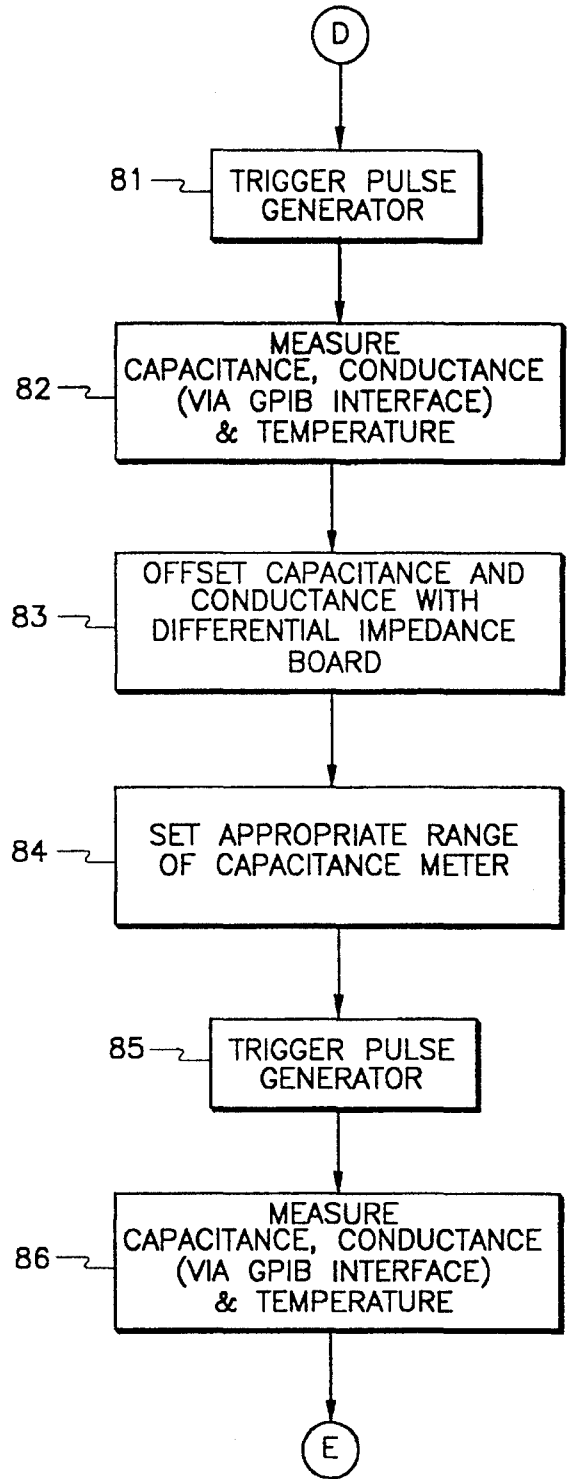 D
81
TRIGGER PULSE
GENERATOR
82
MEASURE
CAPACITANCE, CONDUCTANCE
(VIA GPIB INTERFACE)
& TEMPERATURE
83
OFFSET CAPACITANCE AND
CONDUCTANCE WITH
DIFFERENTIAL IMPEDANCE
BOARD
84
SET APPROPRIATE RANGE
OF CAPACITANCE METER
85
TRIGGER PULSE
GENERATOR
86
MEASURE
CAPACITANCE, CONDUCTANCE
(VIA GPIB INTERFACE)
& TEMPERATURE
E